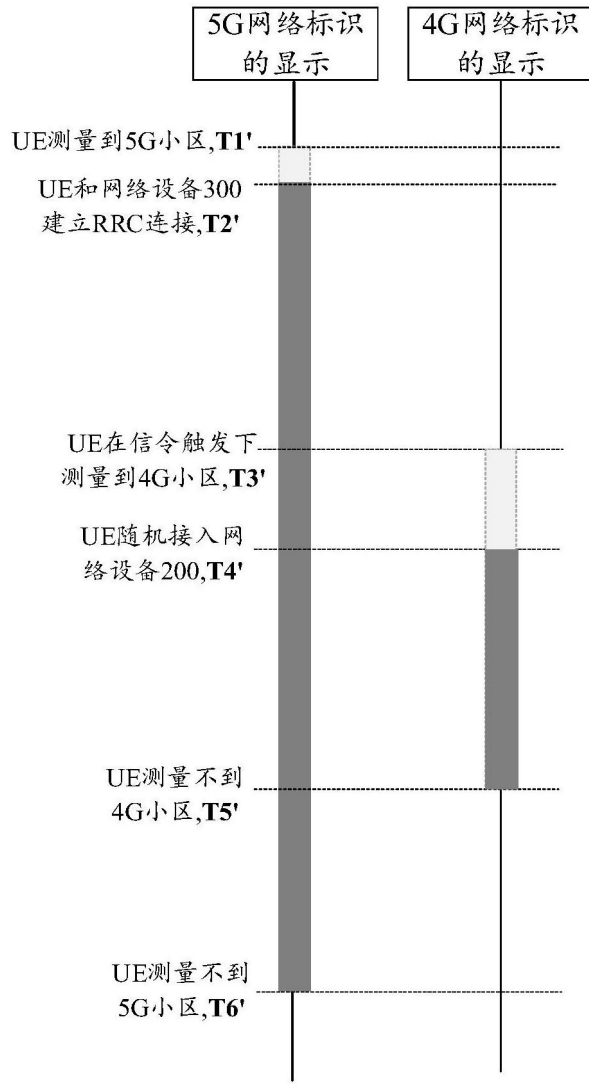 5G网络标识
的显示
4G网络标识
的显示
UE测量到5G小区,T1'
UE和网络设备300
建立RRC连接,T2'
UE在信令触发下
测量到4G小区,T3'
UE随机接入网
络设备200,T4'
UE测量不到
4G小区,T5'
UE测量不到
5G小区,T6'